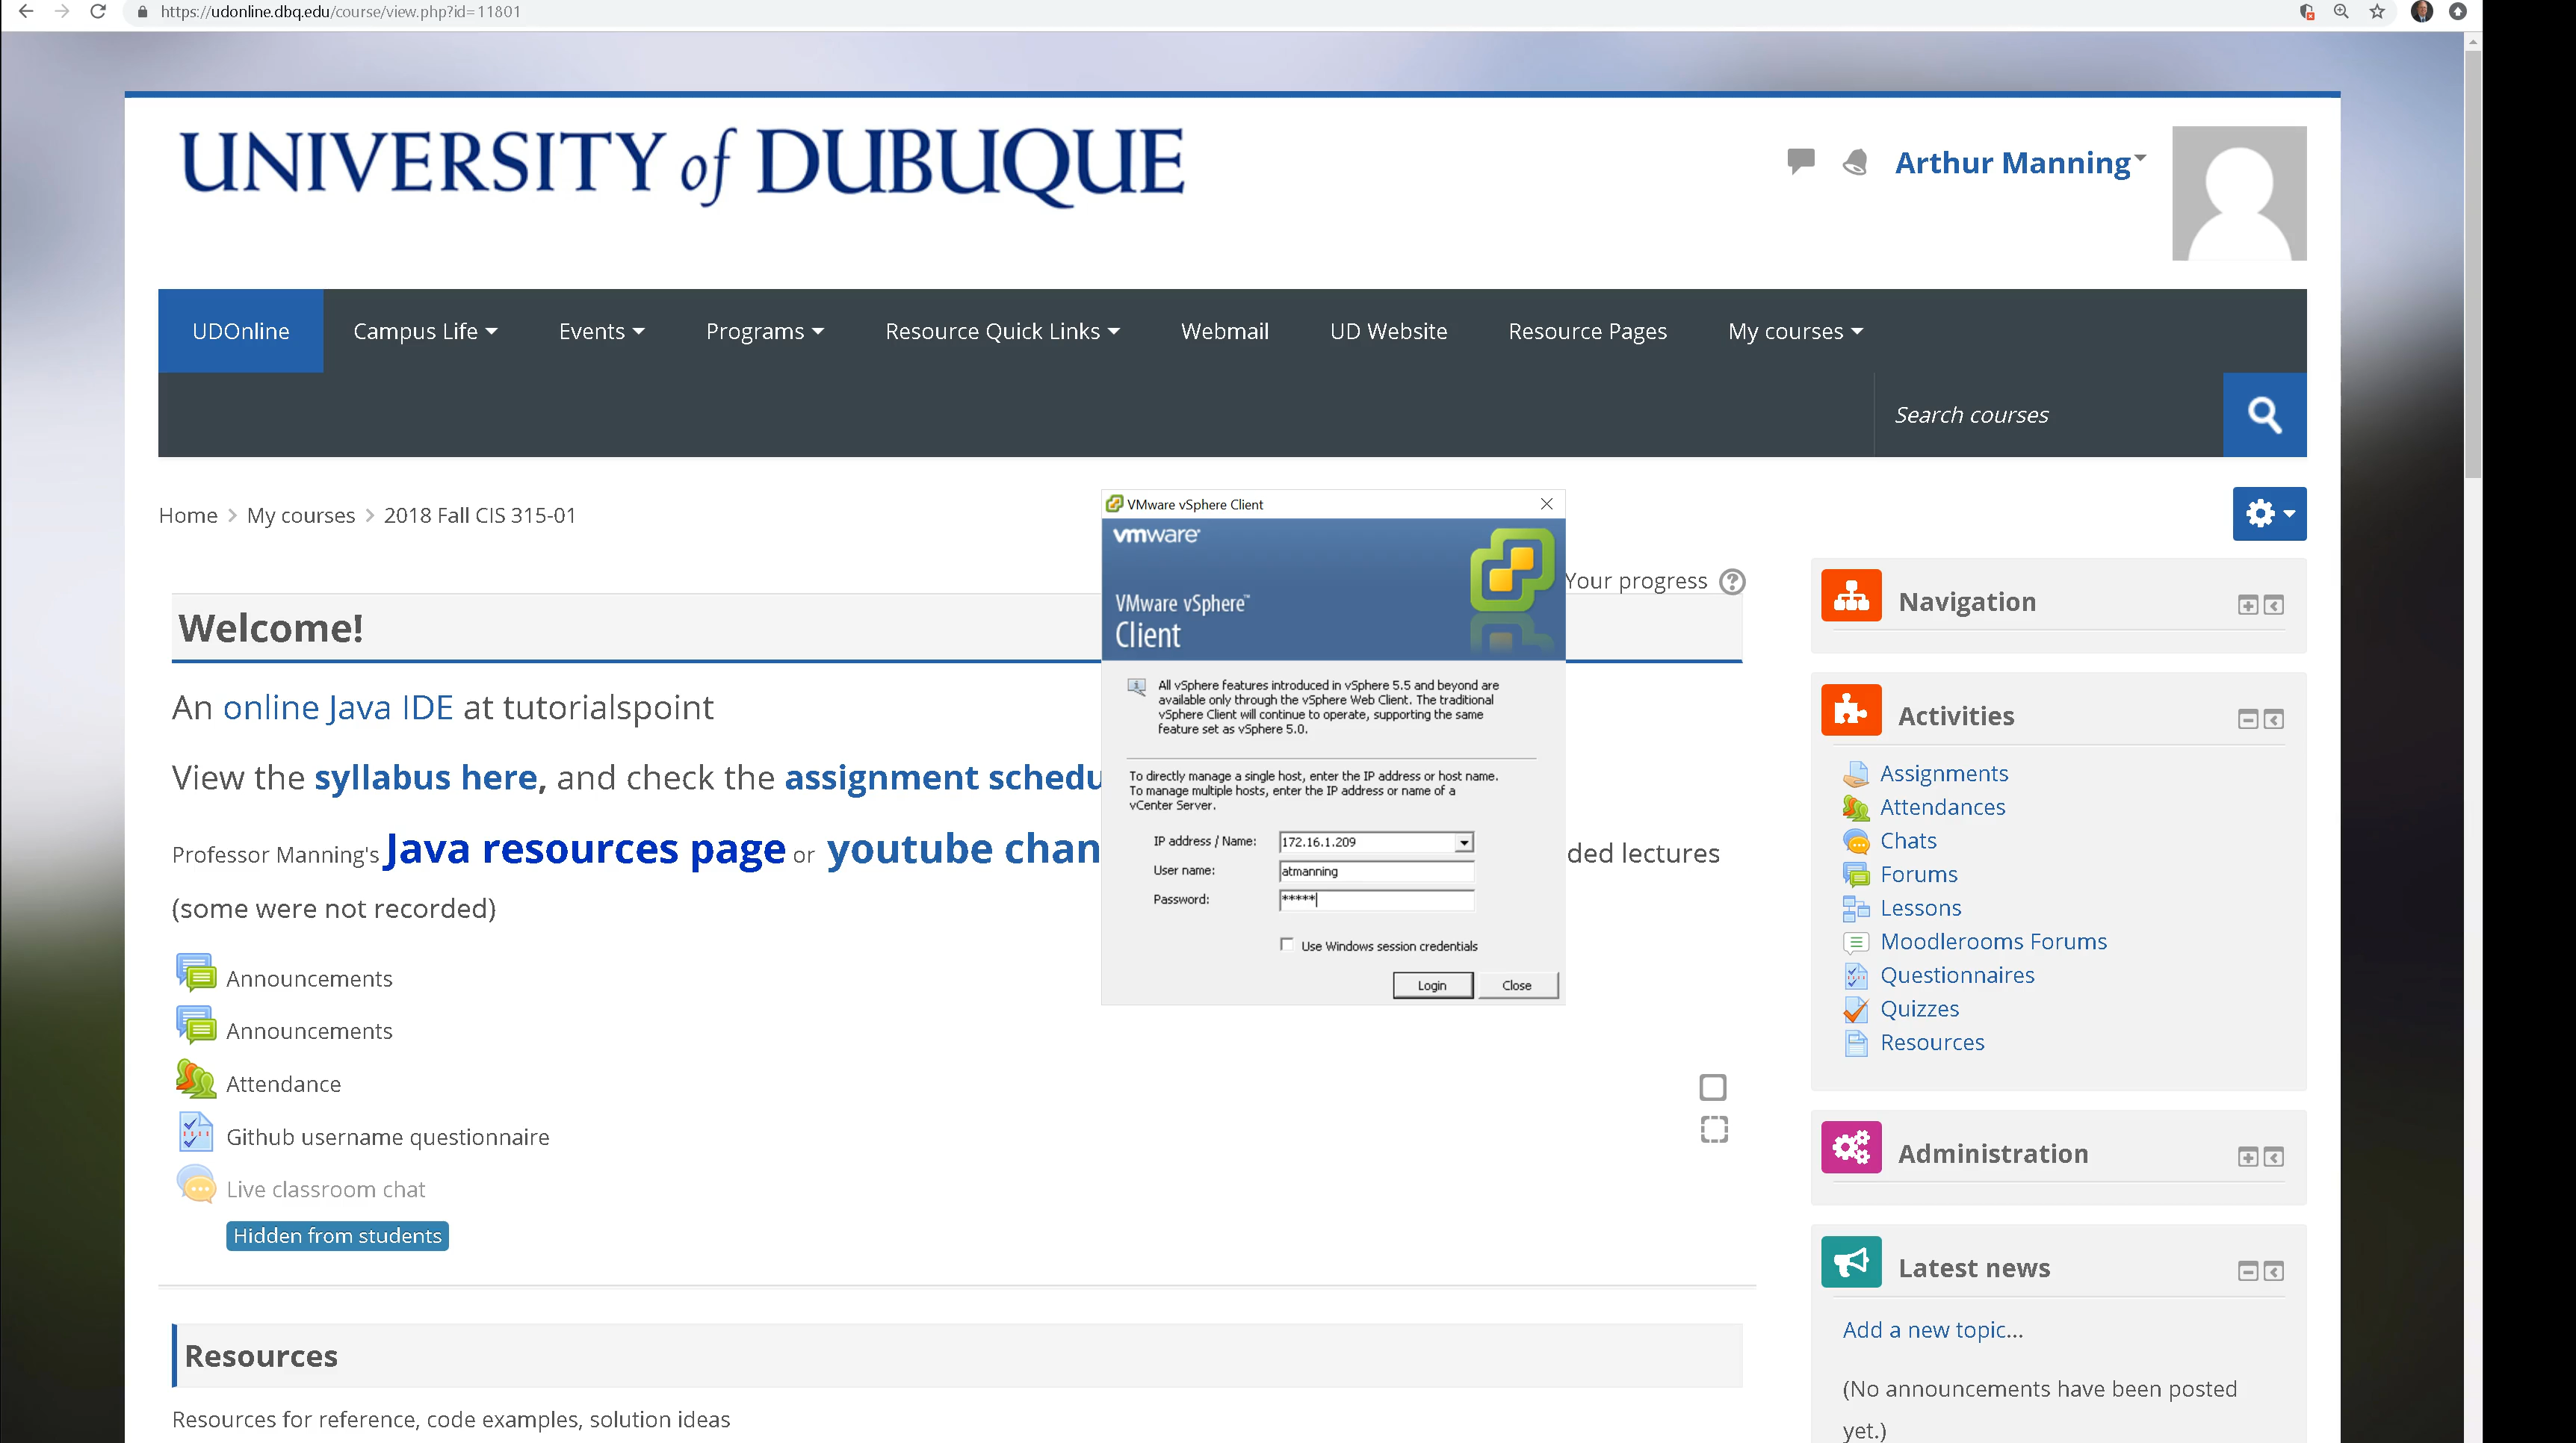 https://udonline.dbq.edu/course/view.php?id=11801
UNIVERSITY of DUBUQUE
Arthur Manning
UDOnline Campus Life Events Programs Resource Quick Links Webmail UD Website Resource Pages My courses
Search courses
Home My courses 2018 Fall CIS 315-01
Your progress
Welcome!
An online Java IDE at tutorialspoint
View the syllabus here, and check the assignment schedu
Professor Manning's Java resources page or youtube chan
ded lectures
(some were not recorded)
Announcements
Announcements
Attendance
Github username questionnaire
Live classroom chat
Hidden from students
Resources
Resources for reference, code examples, solution ideas
VMware vSphere Client
vmware
VMware vSphere™
Client
All vSphere features introduced in vSphere 5.5 and beyond are
available only through the vSphere Web Client. The traditional
vSphere Client will continue to operate, supporting the same
feature set as vSphere 5.0.
To directly manage a single host, enter the IP address or host name.
To manage multiple hosts, enter the IP address or name of a
vCenter Server.
IP address / Name: 172.16.1.209
User name: atmanning
Password: *****
Use Windows session credentials
Login Close
Navigation
Activities
Assignments
Attendances
Chats
Forums
Lessons
Moodlerooms Forums
Questionnaires
Quizzes
Resources
Administration
Latest news
Add a new topic...
(No announcements have been posted
yet.)